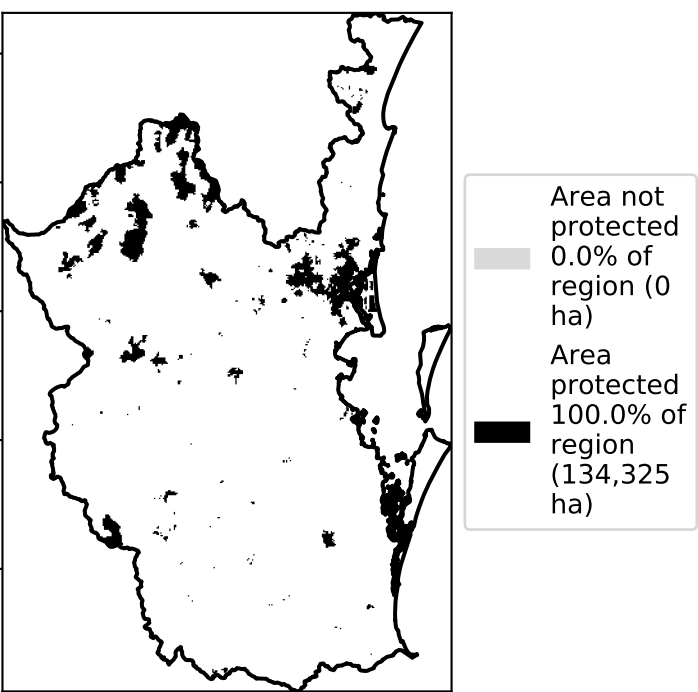 Area not
protected
0.0% of
region (0
ha)
Area
protected
100.0% of
region
(134,325
ha)